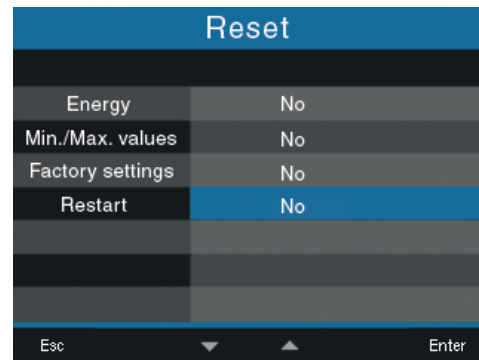 Reset
Energy No
Min./Max. values No
Factory settings No
Restart No
Esc Enter